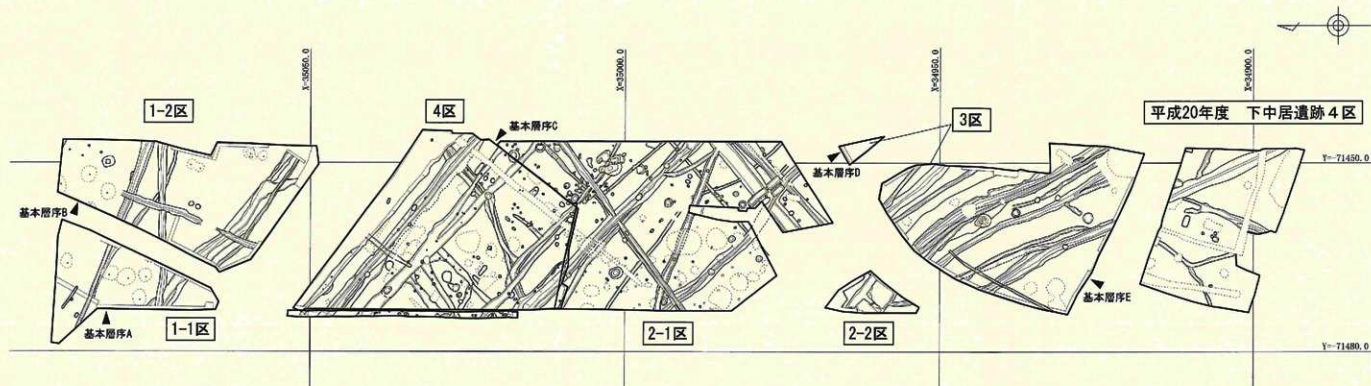 X=35050.0
X=35000.0
X=34950.0
X=34900.0
1-2区
4区
基本層序C
3区
平成20年度 下中居遺跡4区
基本層序D
Y=-71450.0
基本層序B
基本層序A
1-1区
2-1区
2-2区
基本層序E
Y=-71480.0